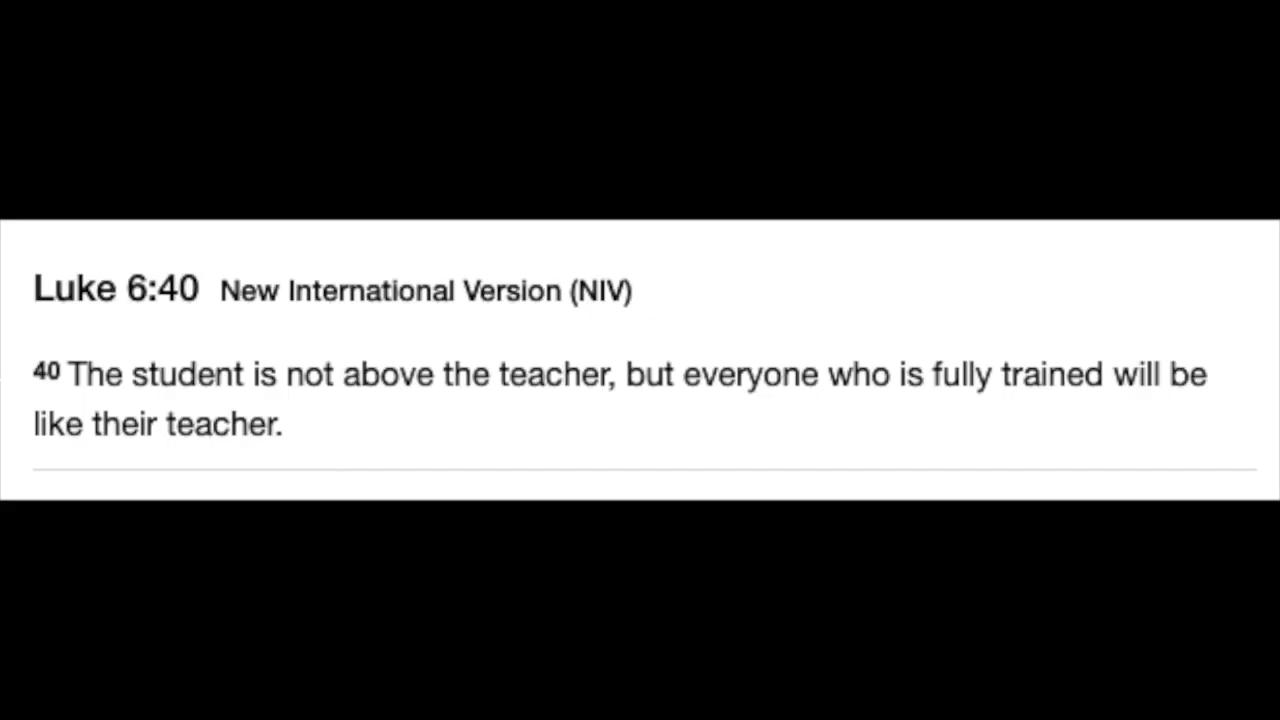 Luke 6:40 New International Version (NIV)
40 The student is not above the teacher, but everyone who is fully trained will be
like their teacher.